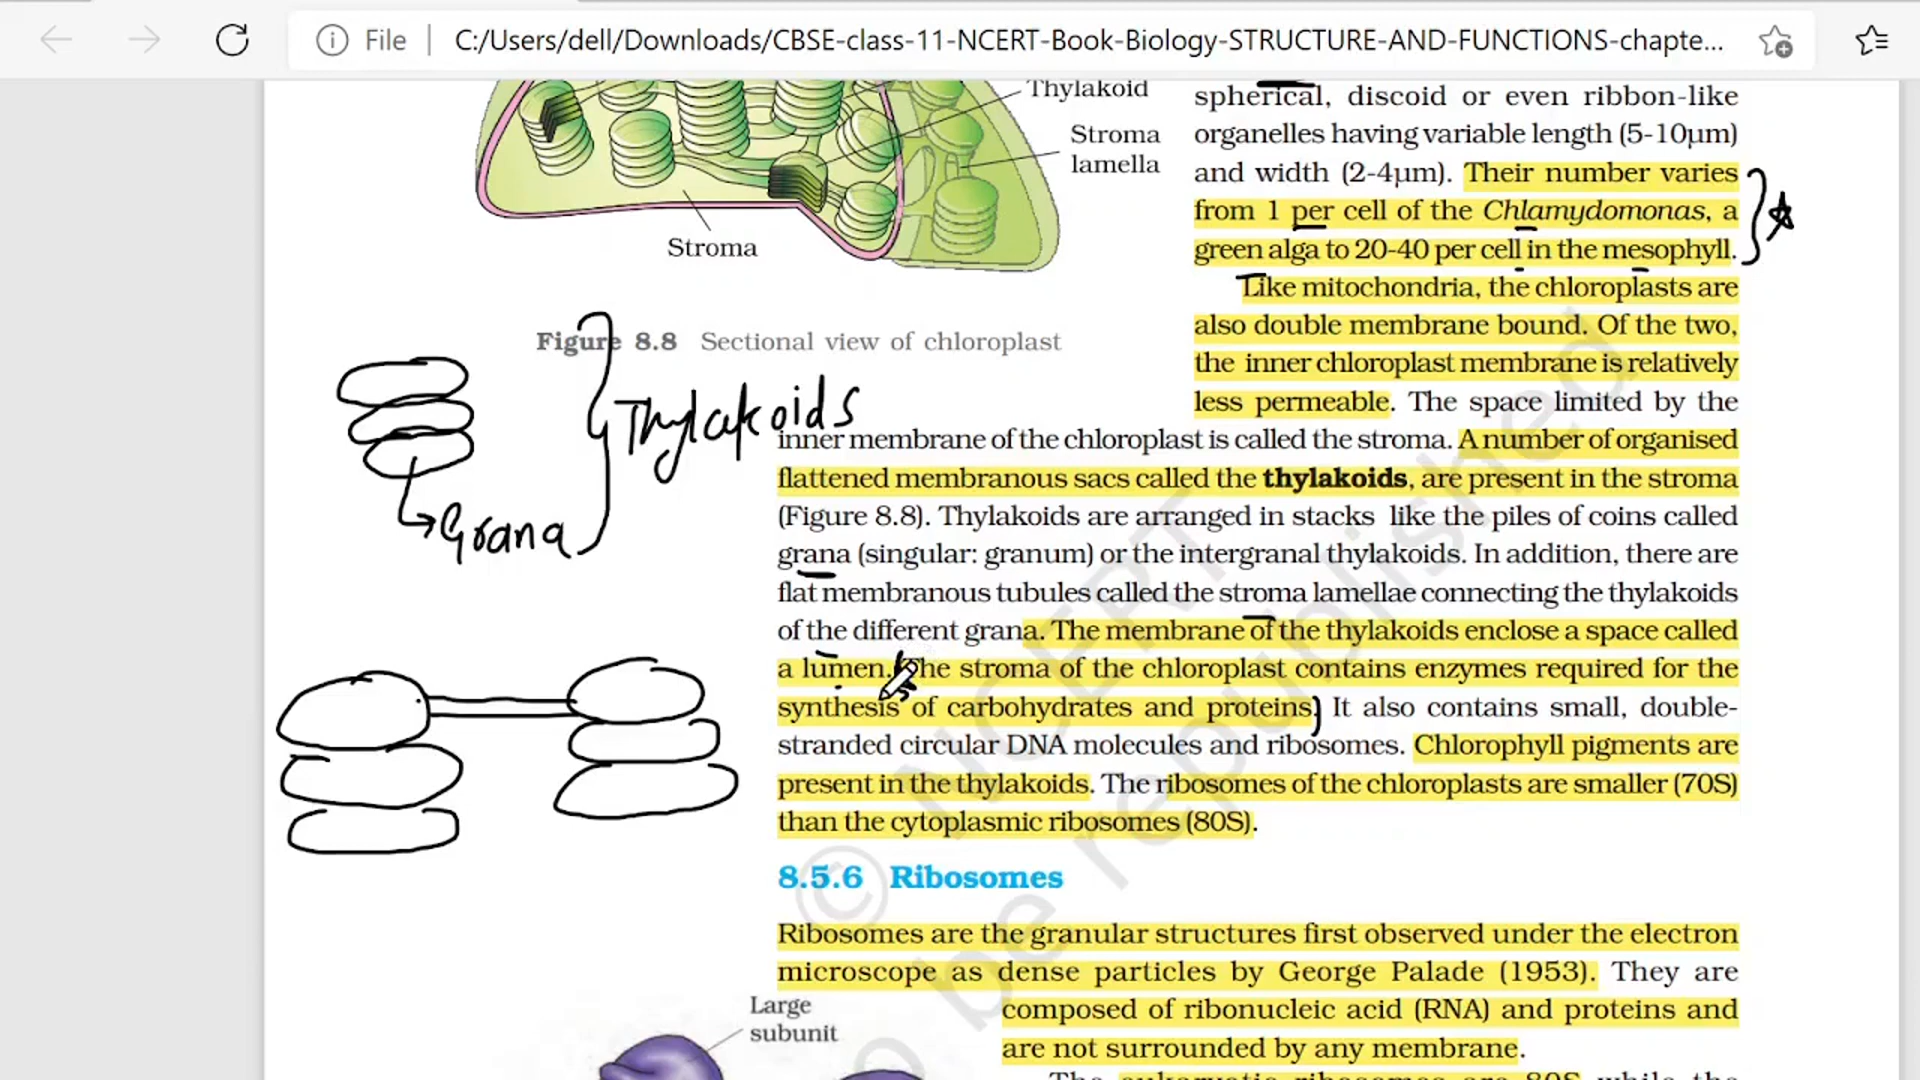 File
C:/Users/dell/Downloads/CBSE-class-11-NCERT-Book-Biology-STRUCTURE-AND-FUNCTIONS-chapte...
Thylakoid
Stroma
lamella
Stroma
Figure 8.8 Sectional view of chloroplast
Thylakoids
Grana
spherical, discoid or even ribbon-like
organelles having variable length (5-10µm)
and width (2-4µm). Their number varies
from 1 per cell of the Chlamydomonas, a
green alga to 20-40 per cell in the mesophyll.
Like mitochondria, the chloroplasts are
also double membrane bound. Of the two,
the inner chloroplast membrane is relatively
less permeable. The space limited by the
inner membrane of the chloroplast is called the stroma. A number of organised
flattened membranous sacs called the thylakoids, are present in the stroma
(Figure 8.8). Thylakoids are arranged in stacks like the piles of coins called
grana (singular: granum) or the intergranal thylakoids. In addition, there are
flat membranous tubules called the stroma lamellae connecting the thylakoids
of the different grana. The membrane of the thylakoids enclose a space called
a lumen. The stroma of the chloroplast contains enzymes required for the
synthesis of carbohydrates and proteins. It also contains small, double-
stranded circular DNA molecules and ribosomes. Chlorophyll pigments are
present in the thylakoids. The ribosomes of the chloroplasts are smaller (70S)
than the cytoplasmic ribosomes (80S).
8.5.6 Ribosomes
Ribosomes are the granular structures first observed under the electron
microscope as dense particles by George Palade (1953). They are
composed of ribonucleic acid (RNA) and proteins and
are not surrounded by any membrane.
The eukaryotic ribosomes are 80S while the
Large
subunit
© NCERT
be republished